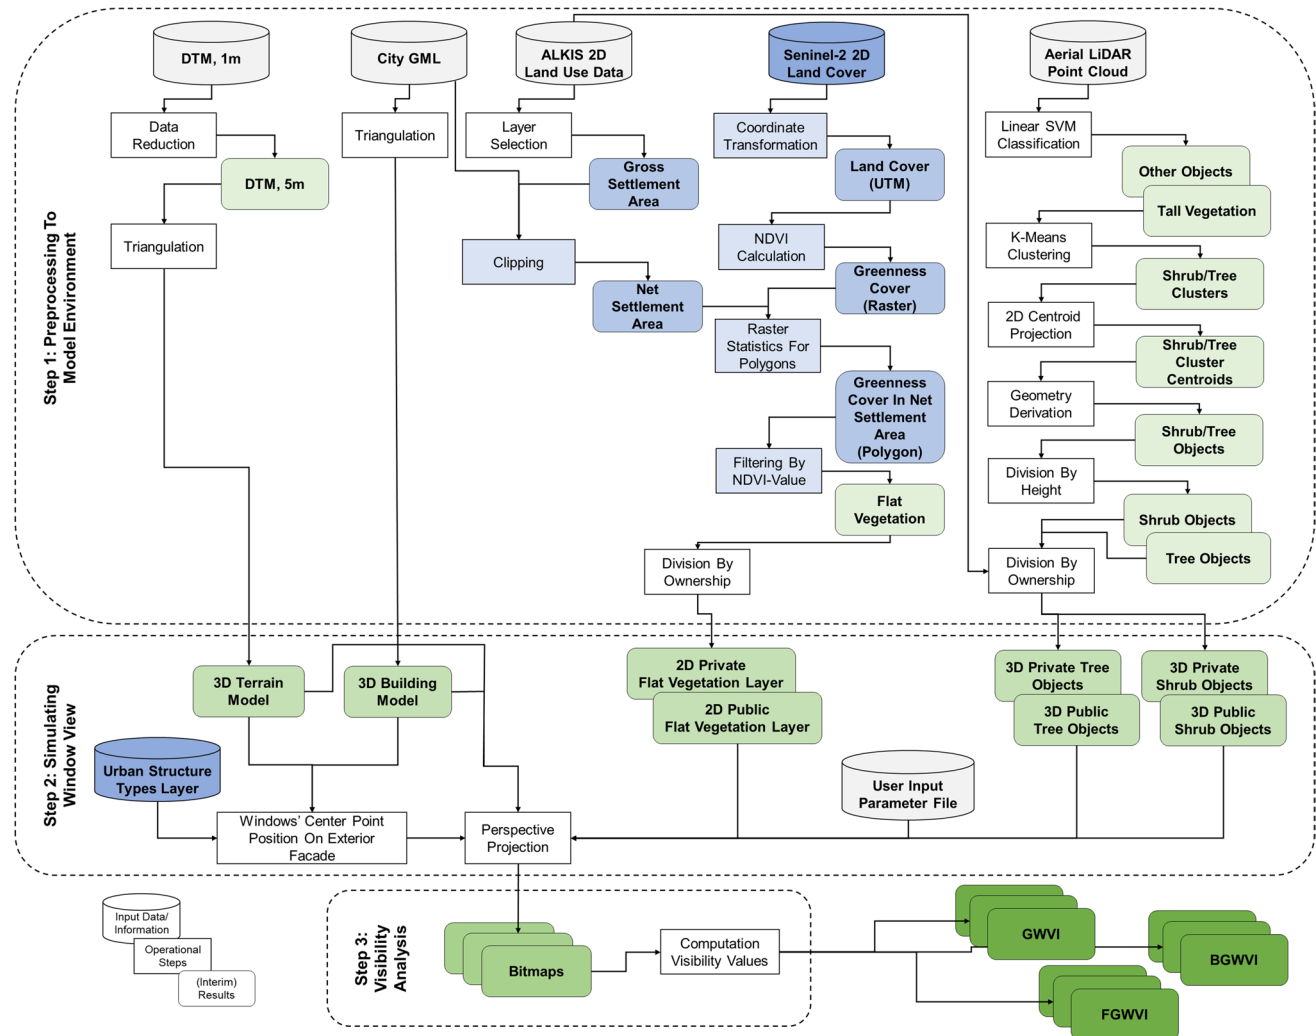 Step 1: Preprocessing To
Model Environment
DTM, 1m
City GML
ALKIS 2D
Land Use Data
Seninel-2 2D
Land Cover
Aerial LiDAR
Point Cloud
Data
Reduction
Triangulation
Layer
Selection
Coordinate
Transformation
Linear SVM
Classification
DTM, 5m
Gross
Settlement
Area
Land Cover
(UTM)
Other Objects
Tall Vegetation
Triangulation
Clipping
NDVI
Calculation
K-Means
Clustering
Net
Settlement
Area
Greenness
Cover
(Raster)
Shrub/Tree
Clusters
Raster
Statistics For
Polygons
2D Centroid
Projection
Shrub/Tree
Cluster
Centroids
Greenness
Cover In Net
Settlement
Area
(Polygon)
Geometry
Derivation
Shrub/Tree
Objects
Filtering By
NDVI-Value
Division By
Height
Flat
Vegetation
Shrub Objects
Tree Objects
Division By
Ownership
Division By
Ownership
Step 2: Simulating
Window View
3D Terrain
Model
3D Building
Model
2D Private
Flat Vegetation Layer
2D Public
Flat Vegetation Layer
3D Private Tree
Objects
3D Public
Tree Objects
3D Private
Shrub Objects
3D Public
Shrub Objects
Urban Structure
Types Layer
User Input
Parameter File
Windows' Center Point
Position On Exterior
Facade
Perspective
Projection
Input Data/
Information
Operational
Steps
(Interim)
Results
Step 3:
Visibility
Analysis
Bitmaps
Computation
Visibility Values
GWVI
BGWVI
FGWVI